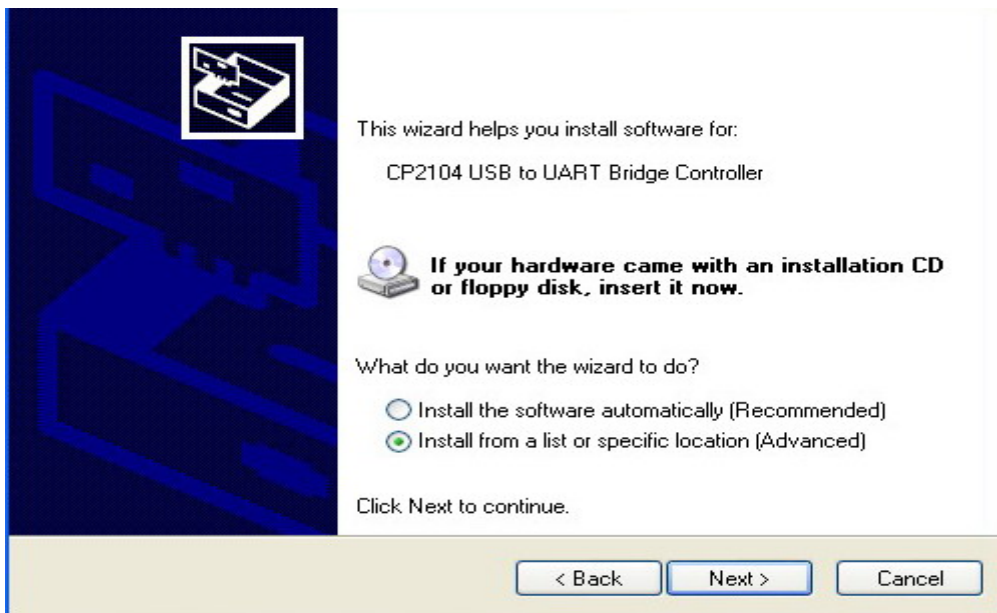 This wizard helps you install software for:
CP2104 USB to UART Bridge Controller
If your hardware came with an installation CD
or floppy disk, insert it now.
What do you want the wizard to do?
Install the software automatically (Recommended)
Install from a list or specific location (Advanced)
Click Next to continue.
< Back
Next >
Cancel